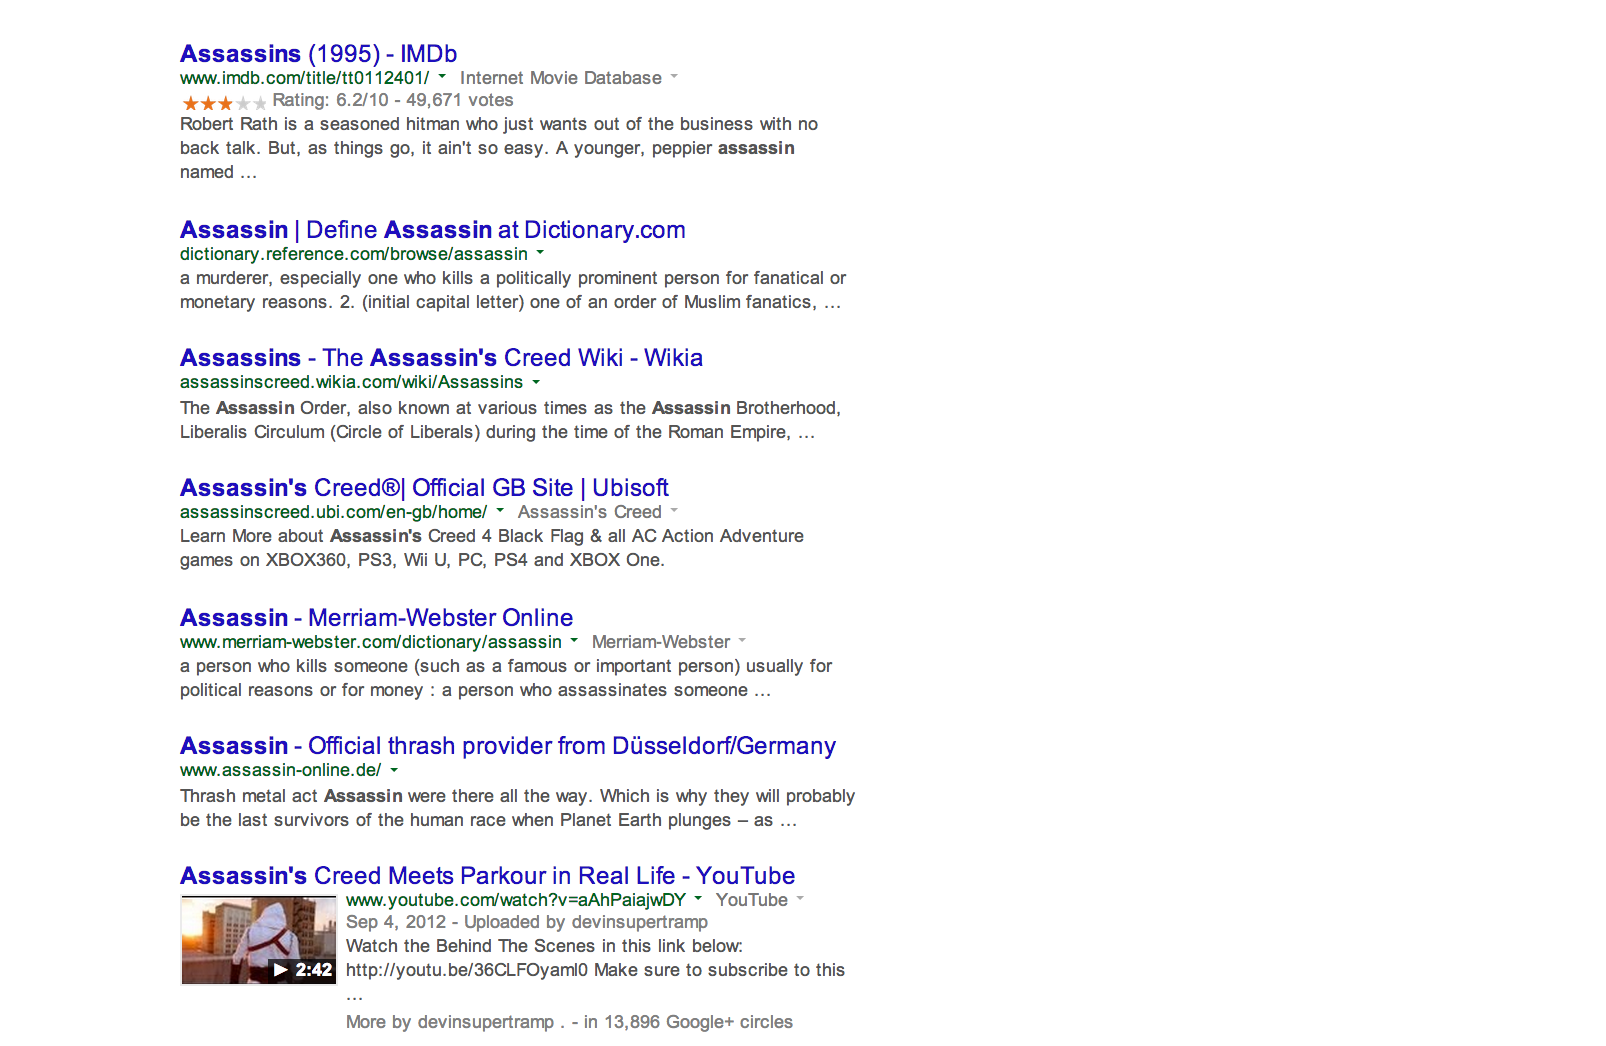 Assassins (1995) - IMDb
www.imdb.com/title/tt0112401/ Internet Movie Database
Rating: 6.2/10 - 49,671 votes
Robert Rath is a seasoned hitman who just wants out of the business with no
back talk. But, as things go, it ain't so easy. A younger, peppier assassin
named ...
Assassin | Define Assassin at Dictionary.com
dictionary.reference.com/browse/assassin
a murderer, especially one who kills a politically prominent person for fanatical or
monetary reasons. 2. (initial capital letter) one of an order of Muslim fanatics, ...
Assassins - The Assassin's Creed Wiki - Wikia
assassinscreed.wikia.com/wiki/Assassins
The Assassin Order, also known at various times as the Assassin Brotherhood,
Liberalis Circulum (Circle of Liberals) during the time of the Roman Empire, ...
Assassin's Creed®| Official GB Site | Ubisoft
assassinscreed.ubi.com/en-gb/home/ Assassin's Creed
Learn More about Assassin's Creed 4 Black Flag & all AC Action Adventure
games on XBOX360, PS3, Wii U, PC, PS4 and XBOX One.
Assassin - Merriam-Webster Online
www.merriam-webster.com/dictionary/assassin Merriam-Webster
a person who kills someone (such as a famous or important person) usually for
political reasons or for money : a person who assassinates someone ...
Assassin - Official thrash provider from Düsseldorf/Germany
www.assassin-online.de/
Thrash metal act Assassin were there all the way. Which is why they will probably
be the last survivors of the human race when Planet Earth plunges – as ...
Assassin's Creed Meets Parkour in Real Life - YouTube
www.youtube.com/watch?v=aAhPaiajwDY YouTube
Sep 4, 2012 - Uploaded by devinsupertramp
Watch the Behind The Scenes in this link below:
http://youtu.be/36CLFOyaml0 Make sure to subscribe to this
...
2:42
More by devinsupertramp . - in 13,896 Google+ circles